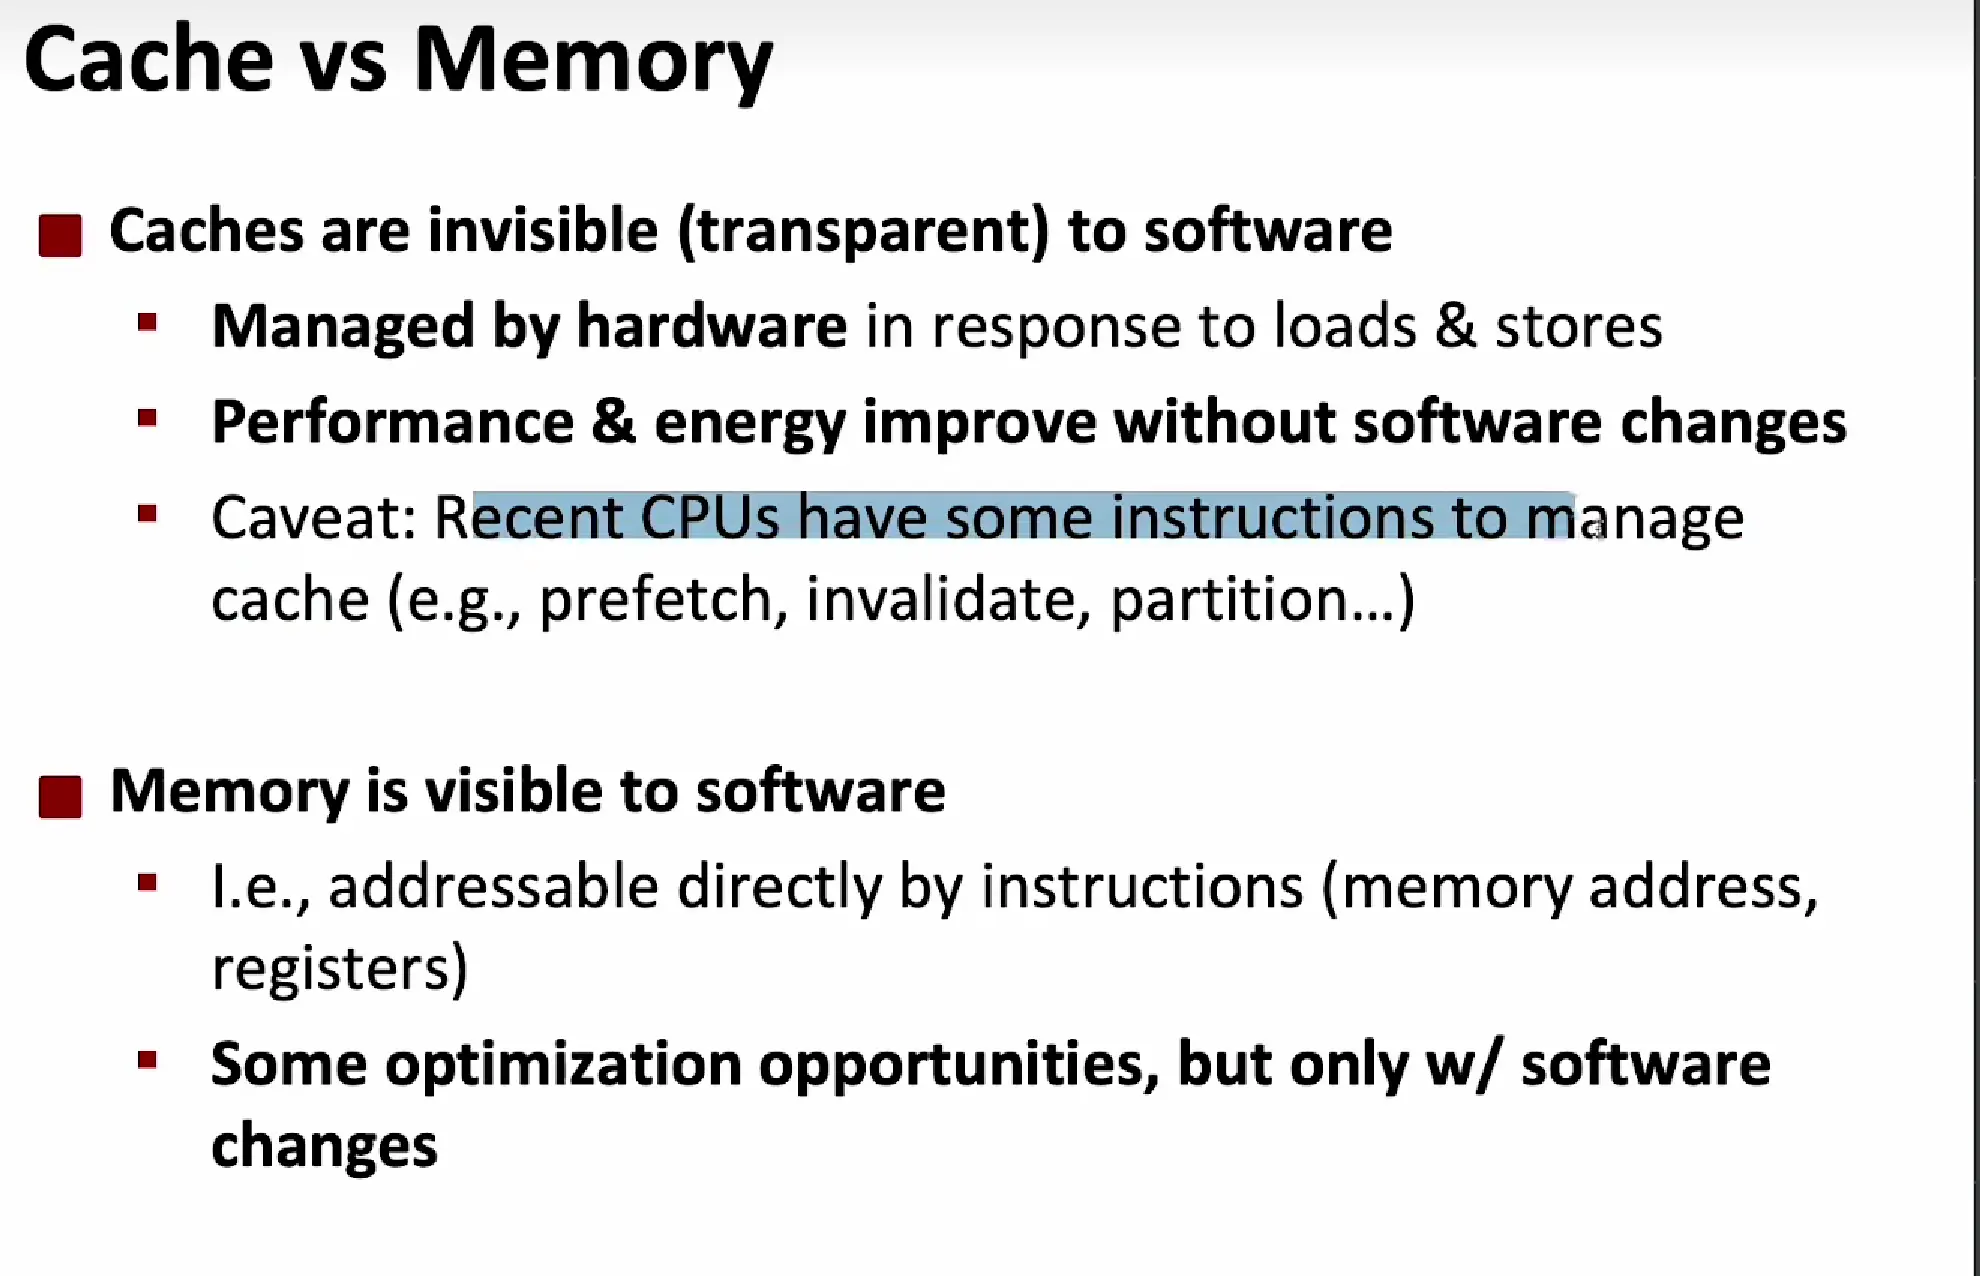 Cache vs Memory
Caches are invisible (transparent) to software
Managed by hardware in response to loads & stores
Performance & energy improve without software changes
Caveat: Recent CPUs have some instructions to manage
cache (e.g., prefetch, invalidate, partition...)
Memory is visible to software
I.e., addressable directly by instructions (memory address,
registers)
Some optimization opportunities, but only w/ software
changes